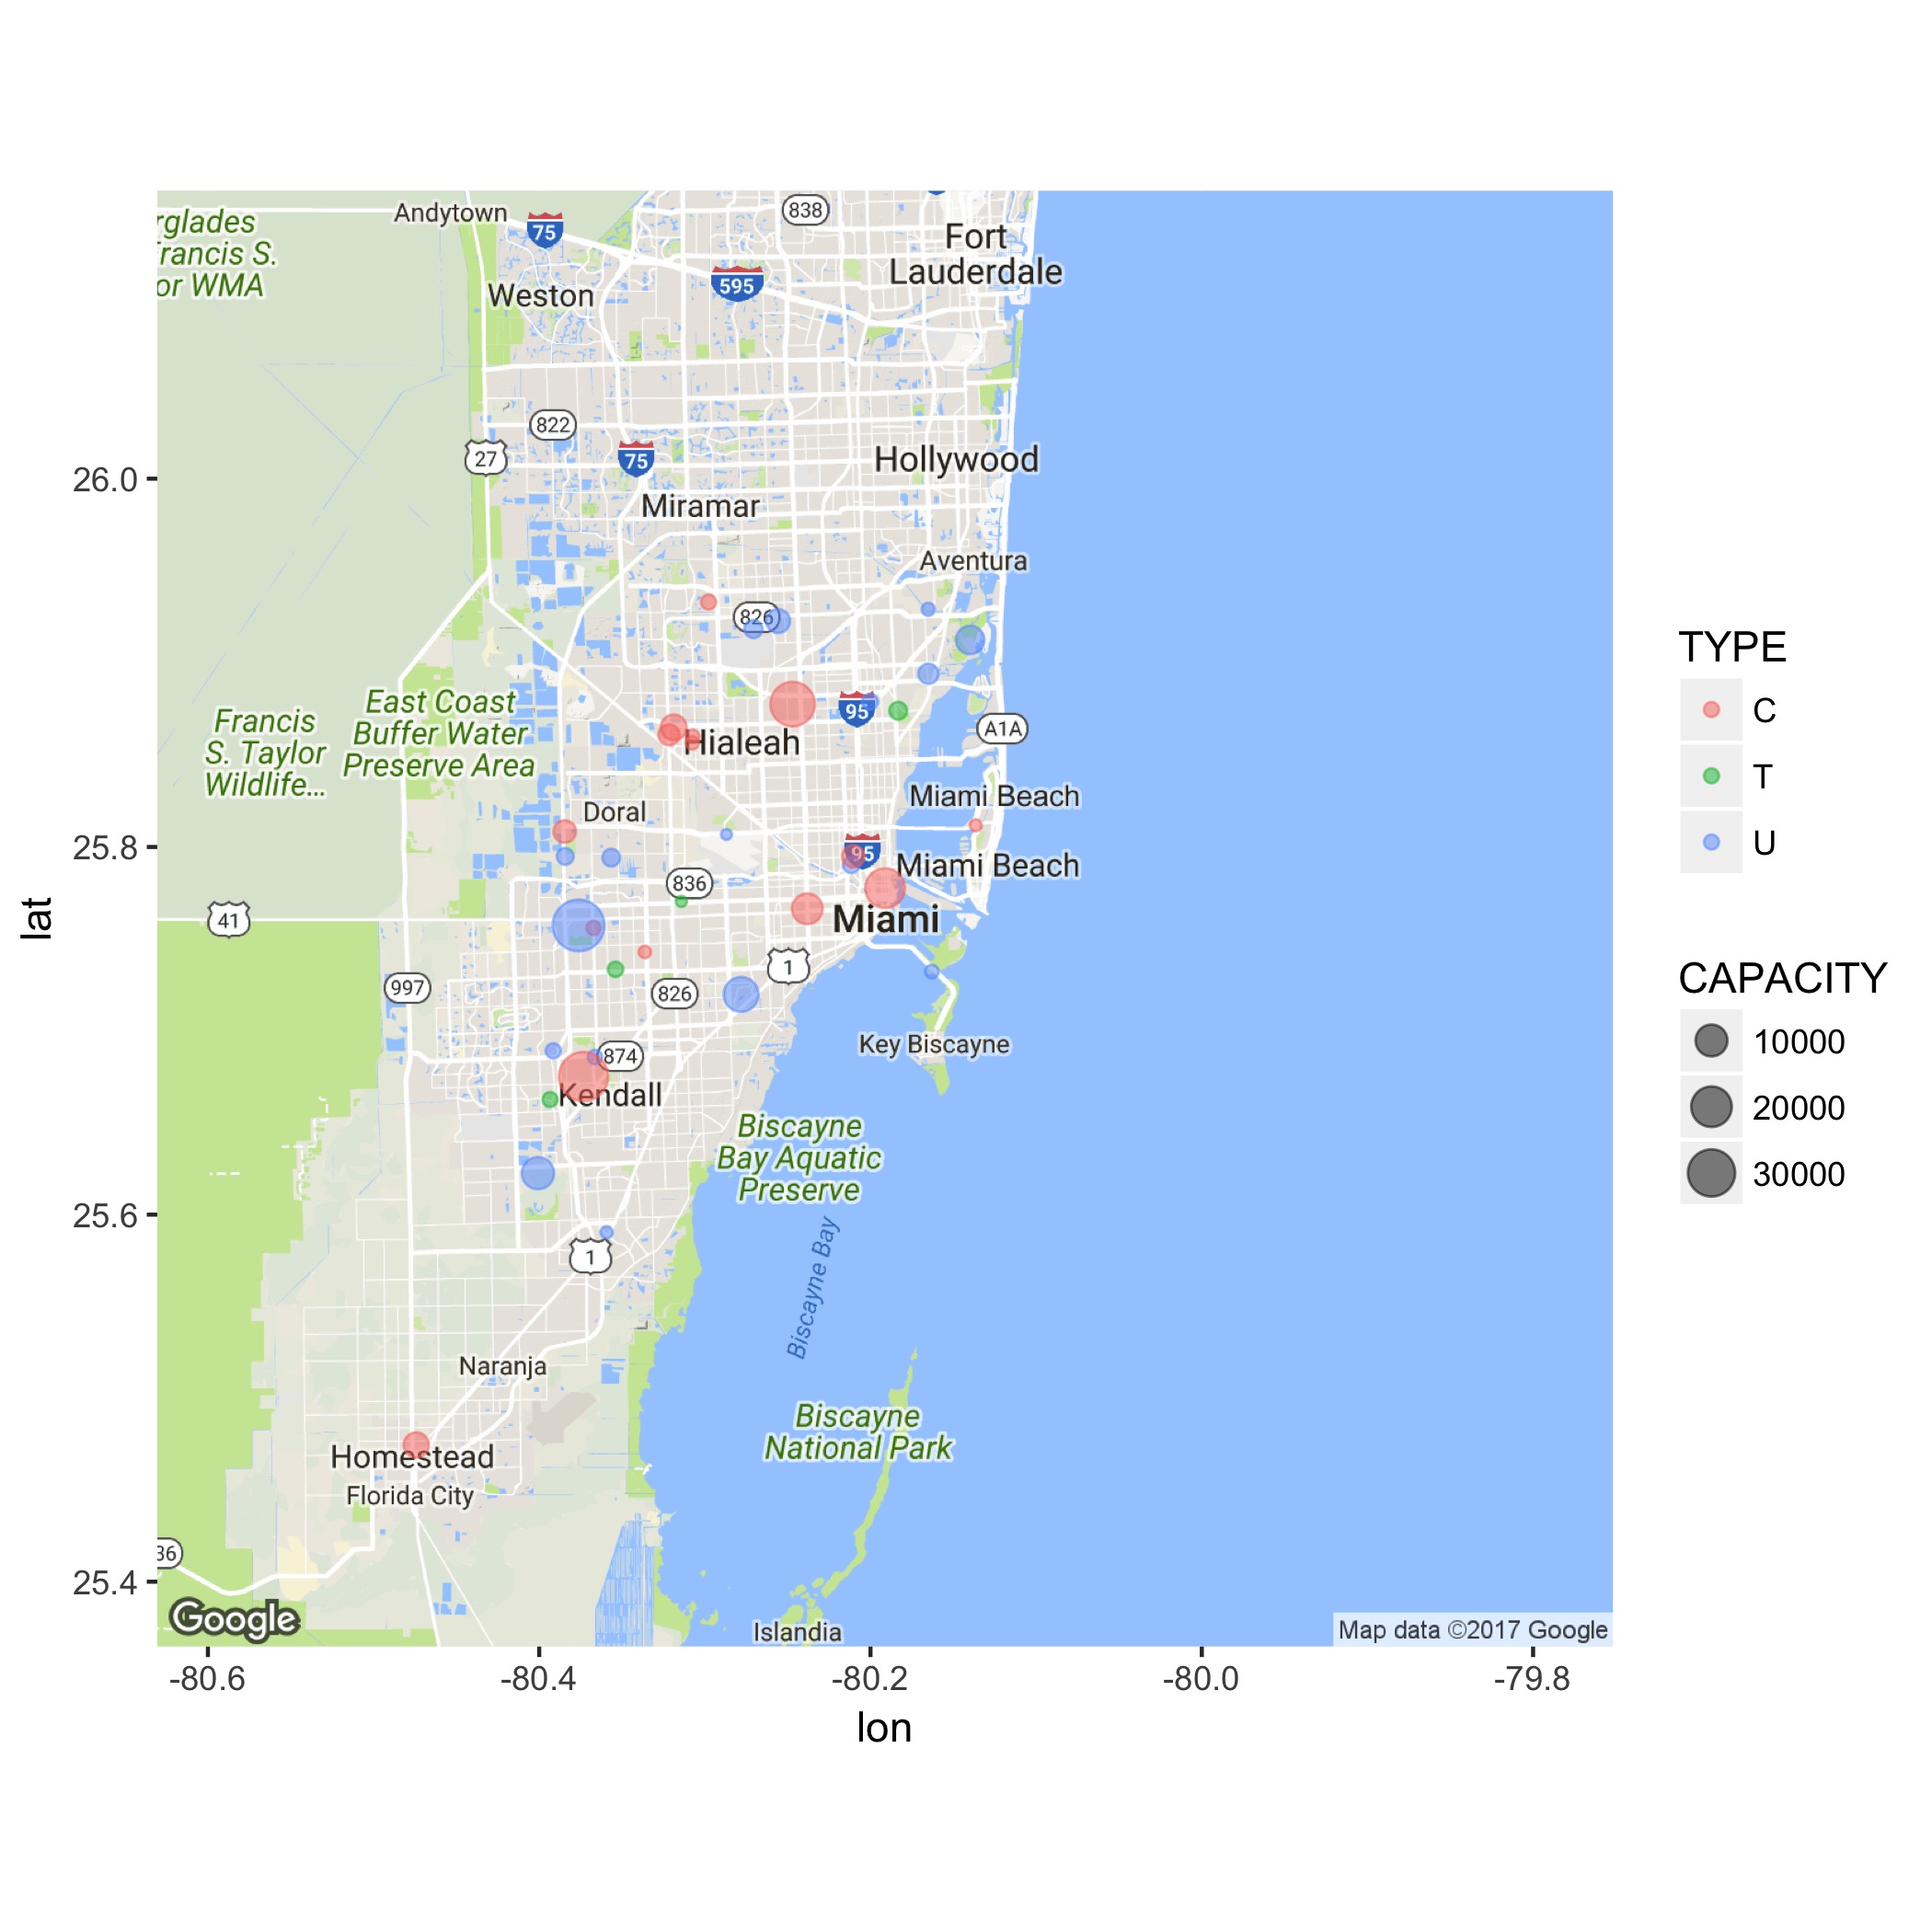 838
Andytown
75
Fort
Lauderdale
rglades
rancis S.
or WMA
595
Weston
822
27
75
Hollywood
26.0
Miramar
Aventura
826
TYPE
C
T
U
East Coast
Buffer Water
Preserve Area
Francis
S. Taylor
Wildlife...
95
A1A
Hialeah
Miami Beach
Doral
25.8
95
Miami Beach
836
41
Miami
lat
1
997
826
CAPACITY
10000
20000
30000
Key Biscayne
874
Kendall
Biscayne
Bay Aquatic
Preserve
25.6
1
Biscayne Bay
Naranja
Biscayne
National Park
Homestead
Florida City
36
25.4
Google
Islandia
Map data ©2017 Google
-80.6
-80.4
-80.2
-80.0
-79.8
lon